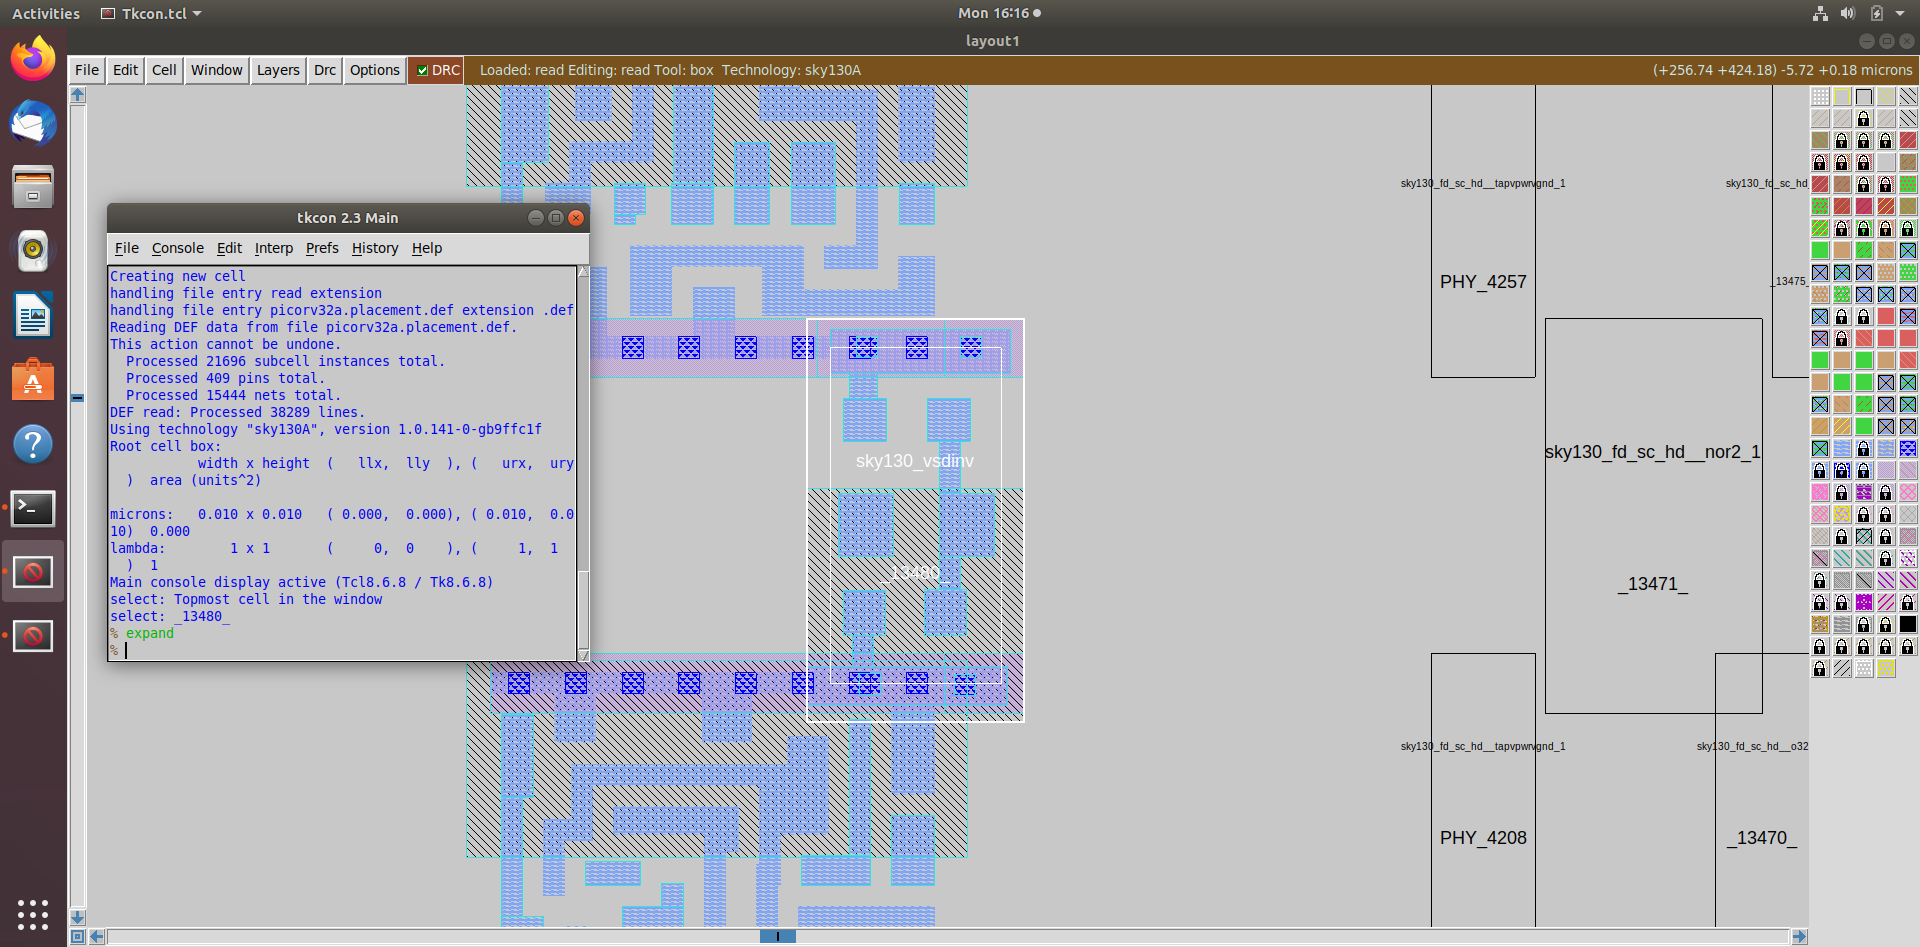 Activities
Tkcon.tcl
Mon 16:16
layout1
File Edit Cell Window Layers Drc Options DRC
Loaded: read Editing: read Tool: box Technology: sky130A
(+256.74 +424.18) -5.72 +0.18 microns
tkcon 2.3 Main
File Console Edit Interp Prefs History Help
Creating new cell
handling file entry read extension
handling file entry picorv32a.placement.def extension .def
Reading DEF data from file picorv32a.placement.def.
This action cannot be undone.
Processed 21696 subcell instances total.
Processed 409 pins total.
Processed 15444 nets total.
DEF read: Processed 38289 lines.
Using technology "sky130A", version 1.0.141-0-gb9ffc1f
Root cell box:
width x height ( llx, lly ), ( urx, ury
) area (units^2)
microns: 0.010 x 0.010 ( 0.000, 0.000), ( 0.010, 0.0
10) 0.000
lambda: 1 x 1 ( 0, 0 ), ( 1, 1
) 1
Main console display active (Tcl8.6.8 / Tk8.6.8)
select: Topmost cell in the window
select: _13480_
% expand
%
sky130_vsdinv
_13480_
sky130_fd_sc_hd__tapvpwrvgnd_1
PHY_4257
sky130_fd_sc_hd_
_13475_
sky130_fd_sc_hd__nor2_1
_13471_
sky130_fd_sc_hd__tapvpwrvgnd_1
PHY_4208
sky130_fd_sc_hd__o32
_13470_